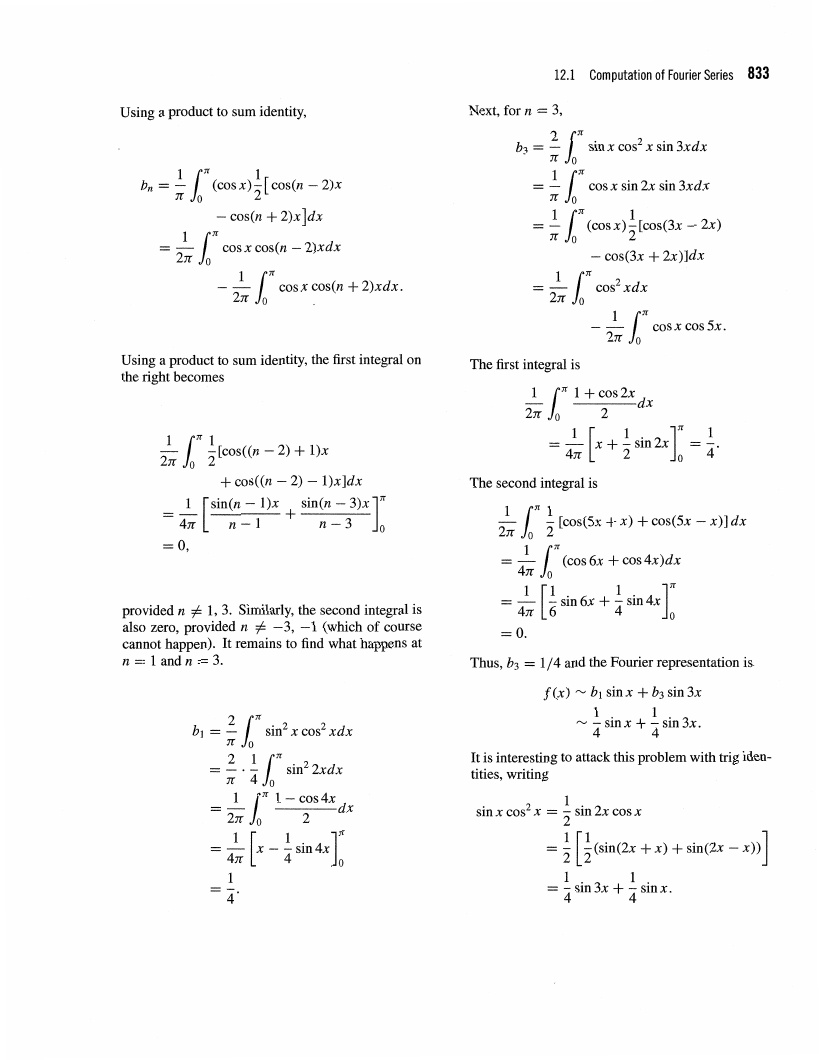 12.1 Computation of Fourier Series 833
Using a product to sum identity,
b_n = \frac{1}{\pi} \int_0^\pi (\cos x)\frac{1}{2}[\cos(n - 2)x
- \cos(n + 2)x]dx
= \frac{1}{2\pi} \int_0^\pi \cos x \cos(n - 2)xdx
- \frac{1}{2\pi} \int_0^\pi \cos x \cos(n + 2)xdx.
Using a product to sum identity, the first integral on
the right becomes
\frac{1}{2\pi} \int_0^\pi \frac{1}{2}[\cos((n - 2) + 1)x
+ \cos((n - 2) - 1)x]dx
= \frac{1}{4\pi} \left[ \frac{\sin(n - 1)x}{n - 1} + \frac{\sin(n - 3)x}{n - 3} \right]_0^\pi
= 0,
provided n ≠ 1, 3. Similarly, the second integral is
also zero, provided n ≠ −3, −1 (which of course
cannot happen). It remains to find what happens at
n = 1 and n = 3.
b_1 = \frac{2}{\pi} \int_0^\pi \sin^2 x \cos^2 xdx
= \frac{2}{\pi} \cdot \frac{1}{4} \int_0^\pi \sin^2 2xdx
= \frac{1}{2\pi} \int_0^\pi \frac{1 - \cos 4x}{2}dx
= \frac{1}{4\pi} \left[ x - \frac{1}{4} \sin 4x \right]_0^\pi
= \frac{1}{4}.
Next, for n = 3,
b_3 = \frac{2}{\pi} \int_0^\pi \sin x \cos^2 x \sin 3xdx
= \frac{1}{\pi} \int_0^\pi \cos x \sin 2x \sin 3xdx
= \frac{1}{\pi} \int_0^\pi (\cos x)\frac{1}{2}[\cos(3x - 2x)
- \cos(3x + 2x)]dx
= \frac{1}{2\pi} \int_0^\pi \cos^2 xdx
- \frac{1}{2\pi} \int_0^\pi \cos x \cos 5x.
The first integral is
\frac{1}{2\pi} \int_0^\pi \frac{1 + \cos 2x}{2}dx
= \frac{1}{4\pi} \left[ x + \frac{1}{2} \sin 2x \right]_0^\pi = \frac{1}{4}.
The second integral is
\frac{1}{2\pi} \int_0^\pi \frac{1}{2} [\cos(5x + x) + \cos(5x - x)] dx
= \frac{1}{4\pi} \int_0^\pi (\cos 6x + \cos 4x)dx
= \frac{1}{4\pi} \left[ \frac{1}{6} \sin 6x + \frac{1}{4} \sin 4x \right]_0^\pi
= 0.
Thus, b_3 = 1/4 and the Fourier representation is
f(x) ∼ b_1 \sin x + b_3 \sin 3x
∼ \frac{1}{4} \sin x + \frac{1}{4} \sin 3x.
It is interesting to attack this problem with trig iden-
tities, writing
\sin x \cos^2 x = \frac{1}{2} \sin 2x \cos x
= \frac{1}{2} \left[ \frac{1}{2}(\sin(2x + x) + \sin(2x - x)) \right]
= \frac{1}{4} \sin 3x + \frac{1}{4} \sin x.